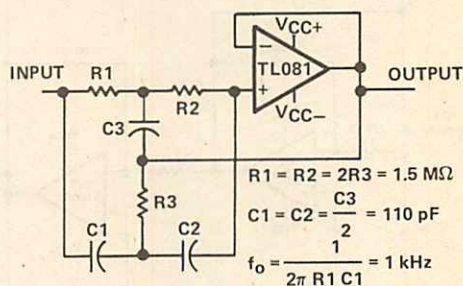 VCC+
INPUT
R1
R2
−
TL081
+
OUTPUT
VCC−
C3
R3
C1
C2
R1 = R2 = 2R3 = 1.5 MΩ
C1 = C2 = C3/2 = 110 pF
fo = 1/2π R1 C1 = 1 kHz